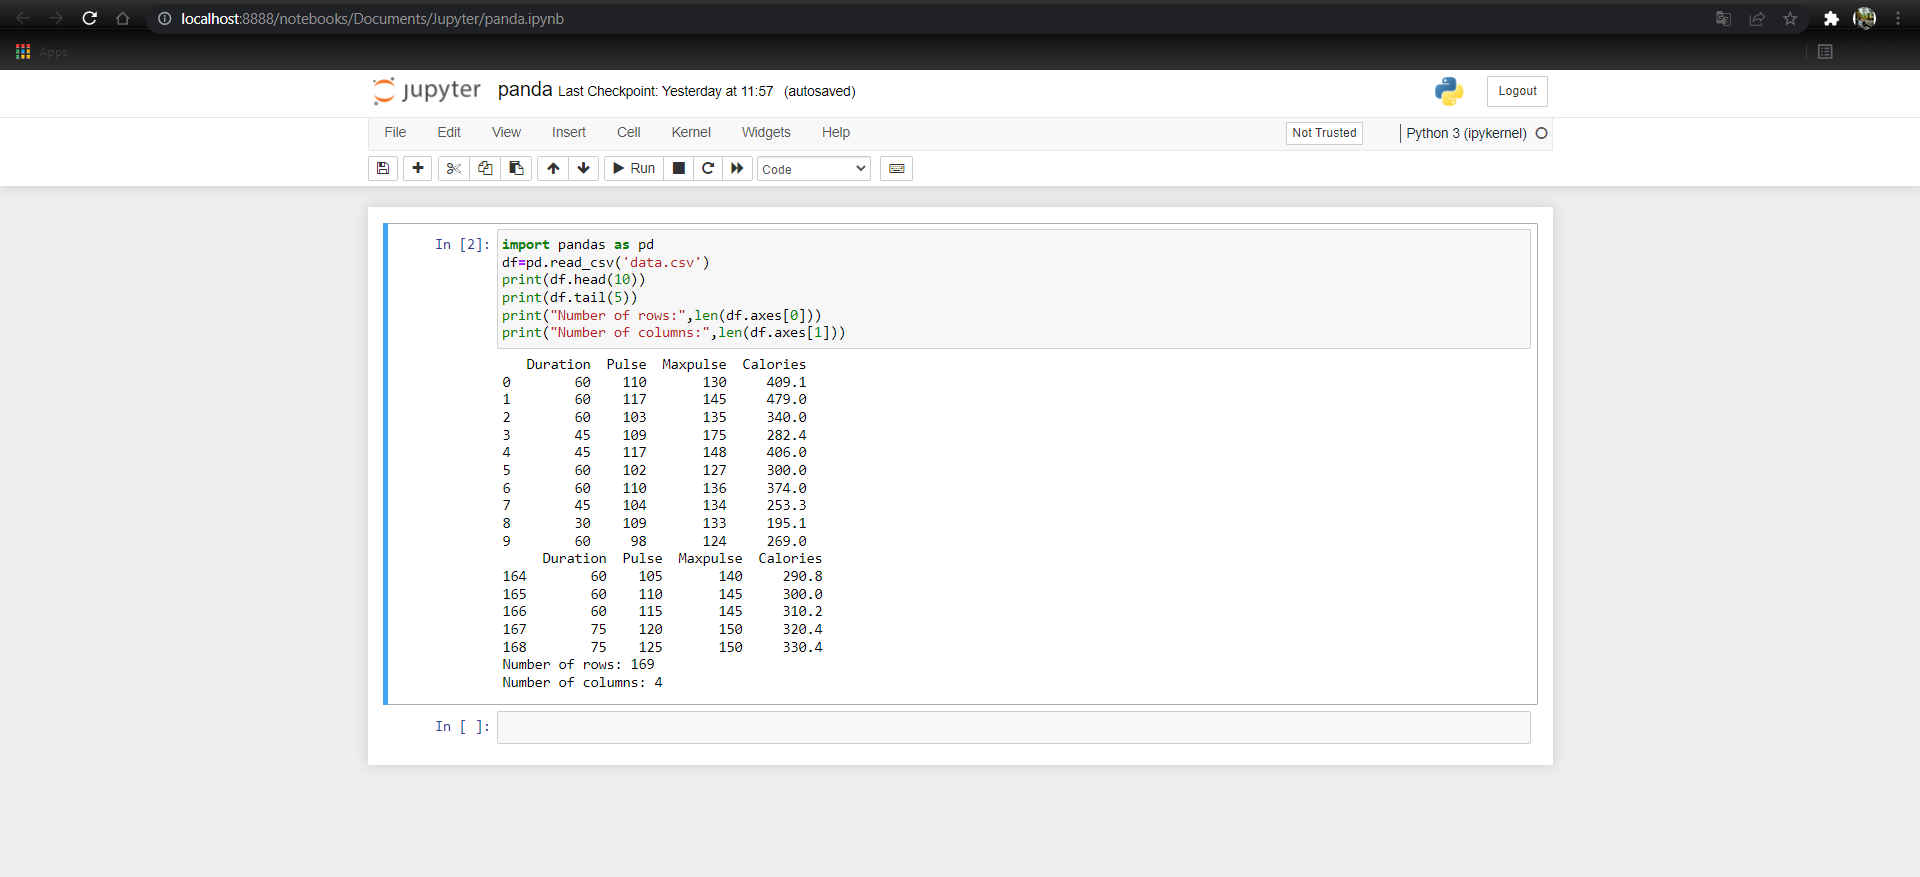 localhost:8888/notebooks/Documents/Jupyter/panda.ipynb
Apps
jupyter panda Last Checkpoint: Yesterday at 11:57 (autosaved) Logout
File Edit View Insert Cell Kernel Widgets Help Not Trusted Python 3 (ipykernel)
Run Code
In [2]: import pandas as pd
df=pd.read_csv('data.csv')
print(df.head(10))
print(df.tail(5))
print("Number of rows:",len(df.axes[0]))
print("Number of columns:",len(df.axes[1]))
Duration Pulse Maxpulse Calories
0 60 110 130 409.1
1 60 117 145 479.0
2 60 103 135 340.0
3 45 109 175 282.4
4 45 117 148 406.0
5 60 102 127 300.0
6 60 110 136 374.0
7 45 104 134 253.3
8 30 109 133 195.1
9 60 98 124 269.0
Duration Pulse Maxpulse Calories
164 60 105 140 290.8
165 60 110 145 300.0
166 60 115 145 310.2
167 75 120 150 320.4
168 75 125 150 330.4
Number of rows: 169
Number of columns: 4
In [ ]: